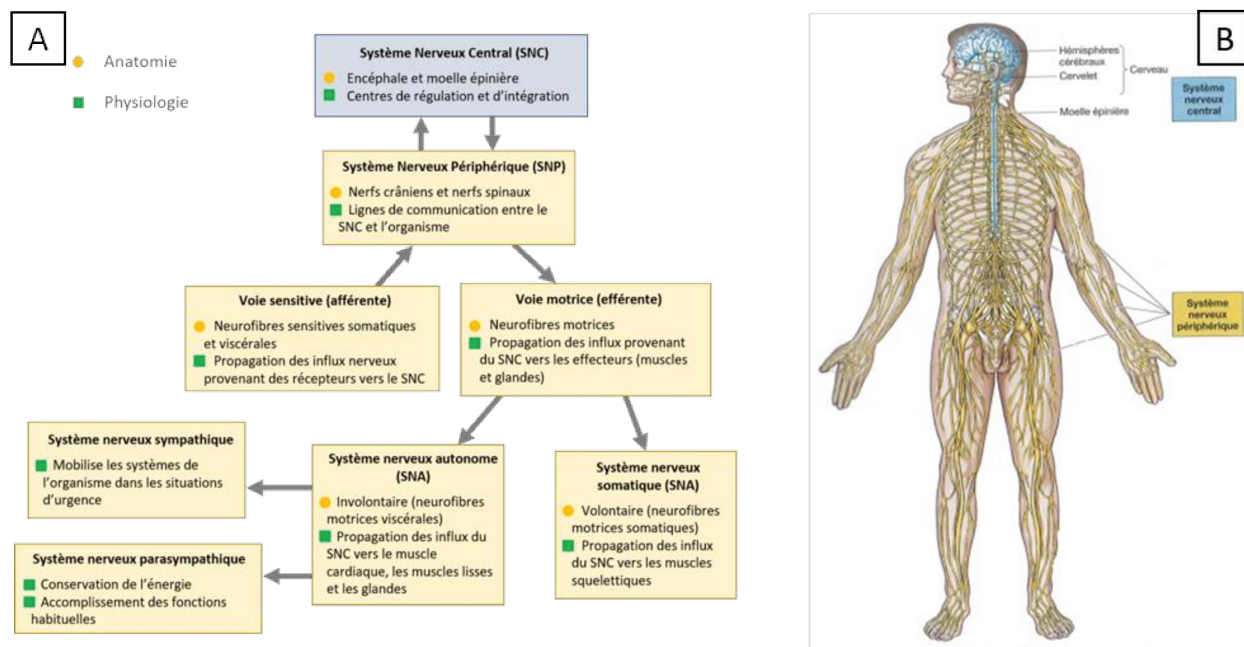 A
Anatomie
Physiologie
Système Nerveux Central (SNC)
Encéphale et moelle épinière
Centres de régulation et d'intégration
Système Nerveux Périphérique (SNP)
Nerfs crâniens et nerfs spinaux
Lignes de communication entre le
SNC et l'organisme
Voie sensitive (afférente)
Neurofibres sensitives somatiques
et viscérales
Propagation des influx nerveux
provenant des récepteurs vers le SNC
Voie motrice (efférente)
Neurofibres motrices
Propagation des influx provenant
du SNC vers les effecteurs (muscles
et glandes)
Système nerveux sympathique
Mobilise les systèmes de
l'organisme dans les situations
d'urgence
Système nerveux parasympathique
Conservation de l'énergie
Accomplissement des fonctions
habituelles
Système nerveux autonome
(SNA)
Involontaire (neurofibres
motrices viscérales)
Propagation des influx du
SNC vers le muscle
cardiaque, les muscles lisses
et les glandes
Système nerveux
somatique (SNA)
Volontaire (neurofibres
motrices somatiques)
Propagation des influx
du SNC vers les muscles
squelettiques
B
Hémisphères
cérébraux
Cervelet
Cerveau
Moelle épinière
Système
nerveux
central
Système
nerveux
périphérique